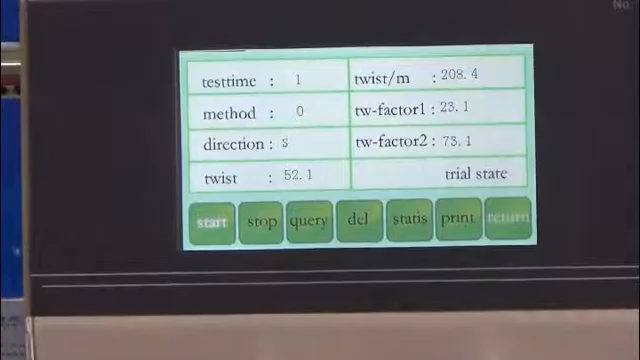 No.
testtime : 1 twist/m : 208.4
method : 0 tw-factor1 : 23.1
direction : S tw-factor2 : 73.1
twist : 52.1 trial state
start stop query del statis print return